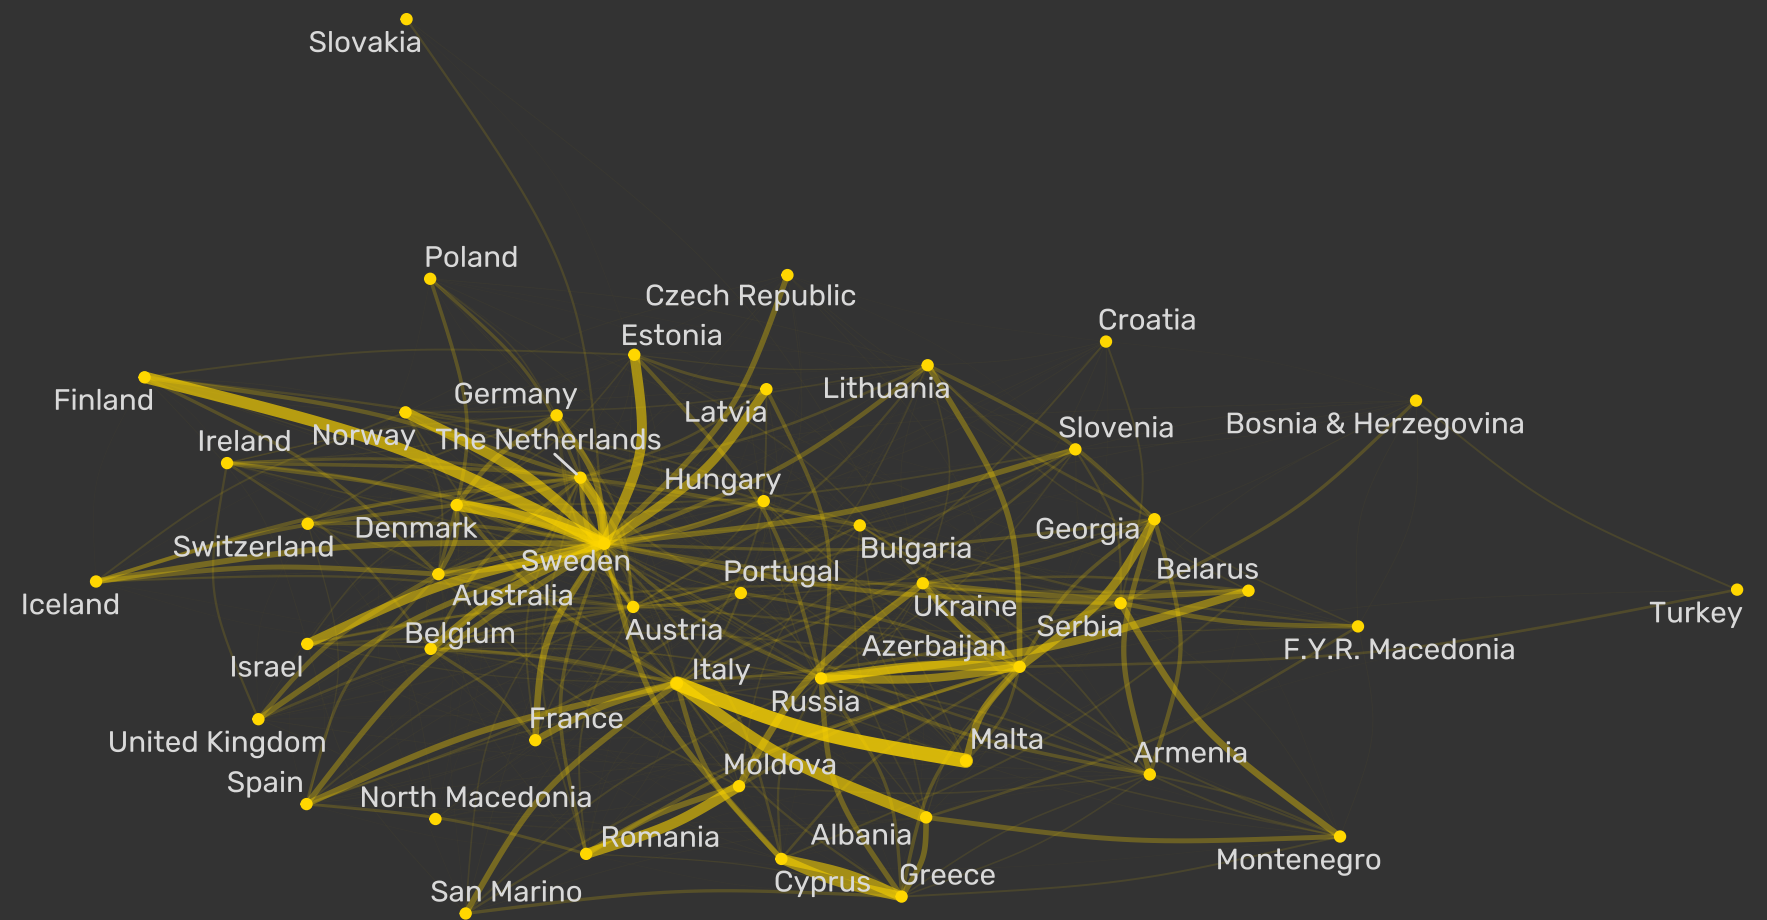 Slovakia
Poland
Czech Republic
Croatia
Estonia
Finland
Germany
Latvia
Lithuania
Bosnia & Herzegovina
Ireland
Norway
The Netherlands
Slovenia
Hungary
Denmark
Georgia
Switzerland
Sweden
Bulgaria
Portugal
Belarus
Iceland
Australia
Ukraine
Turkey
Belgium
Austria
Serbia
Azerbaijan
F.Y.R. Macedonia
Israel
Italy
Russia
France
United Kingdom
Malta
Armenia
Moldova
Spain
North Macedonia
Romania
Albania
Montenegro
Cyprus
Greece
San Marino